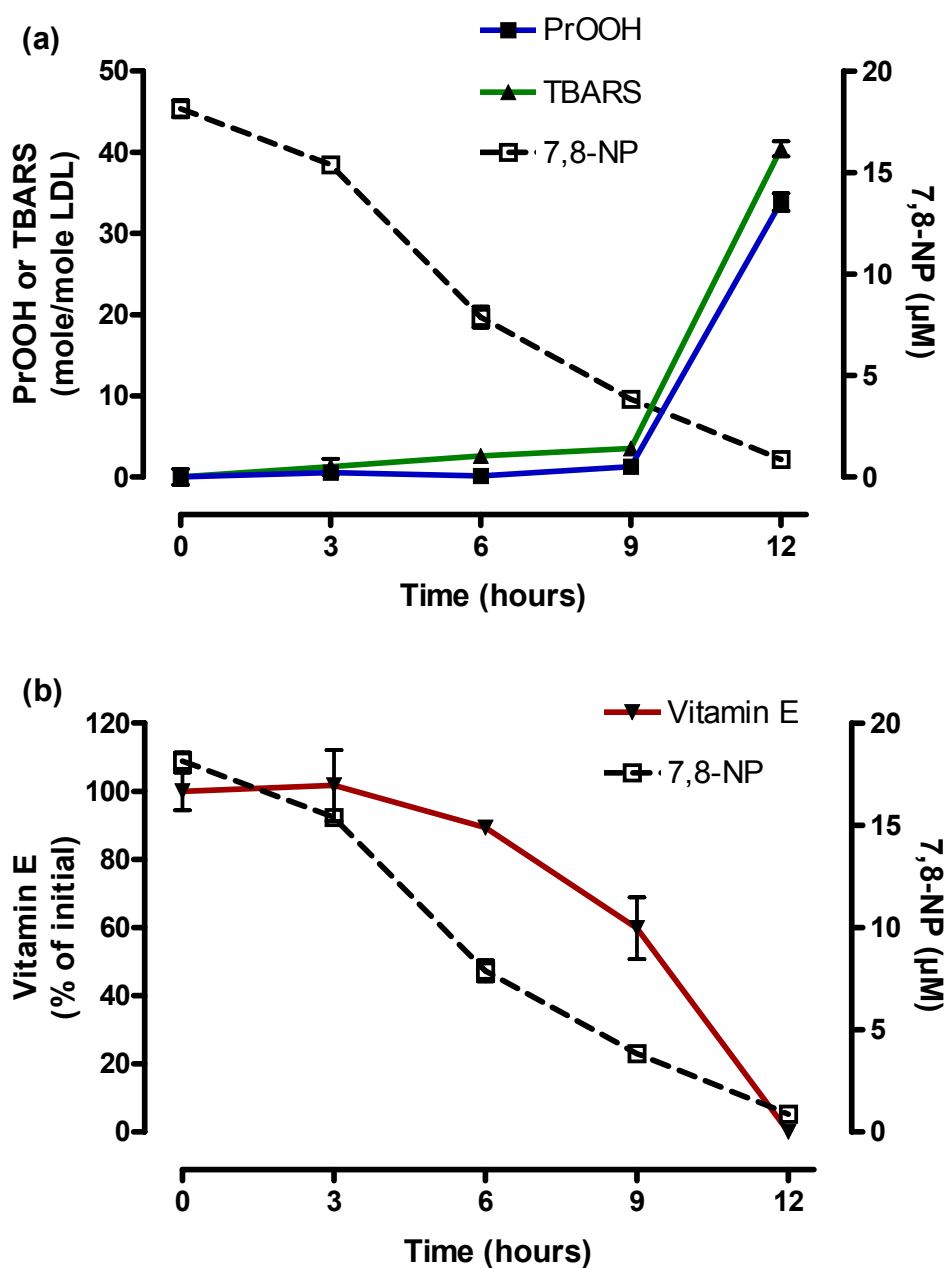 (a)
PrOOH
TBARS
7,8-NP
PrOOH or TBARS
(mole/mole LDL)
50
40
30
20
10
0
20
15
10
5
0
7,8-NP (µM)
0 3 6 9 12
Time (hours)
(b)
Vitamin E
7,8-NP
Vitamin E
(% of initial)
120
100
80
60
40
20
0
20
15
10
5
0
7,8-NP (µM)
0 3 6 9 12
Time (hours)